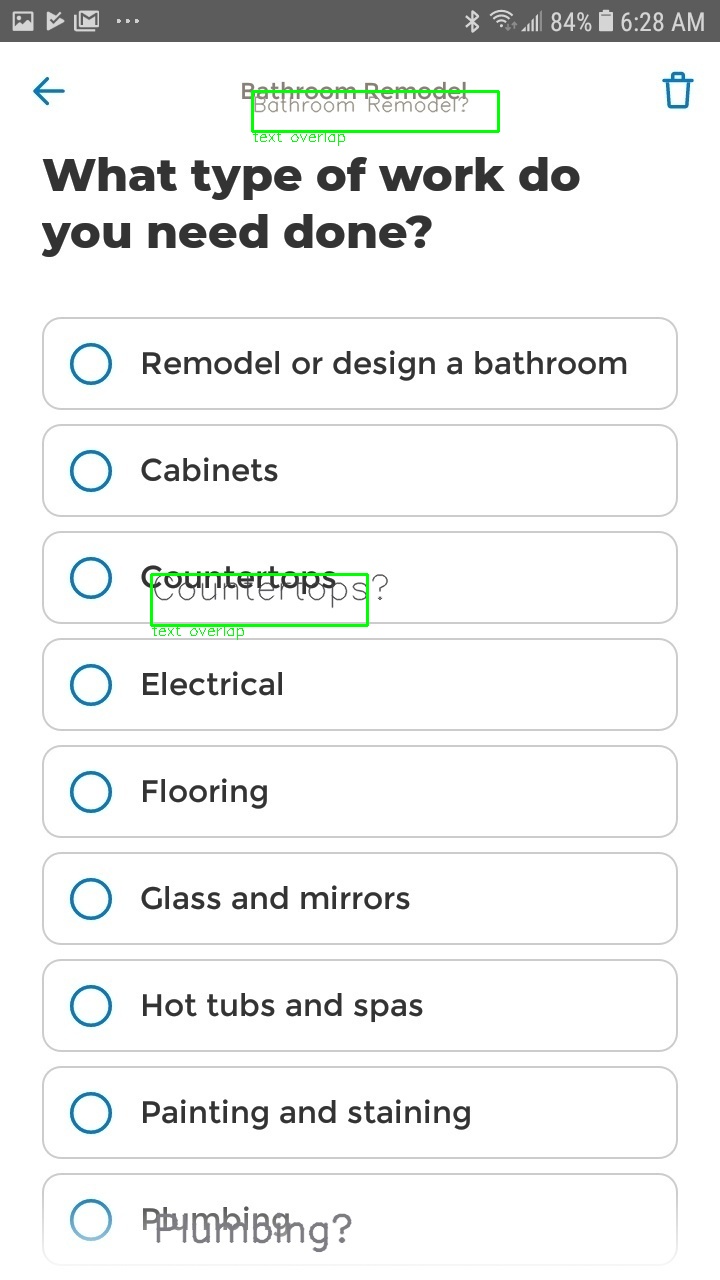 84% 6:28 AM
Bathroom Remodel
Bathroom Remodel?
text overlap
What type of work do
you need done?
Remodel or design a bathroom
Cabinets
Countertops
Countertops?
text overlap
Electrical
Flooring
Glass and mirrors
Hot tubs and spas
Painting and staining
Plumbing
Plumbing?